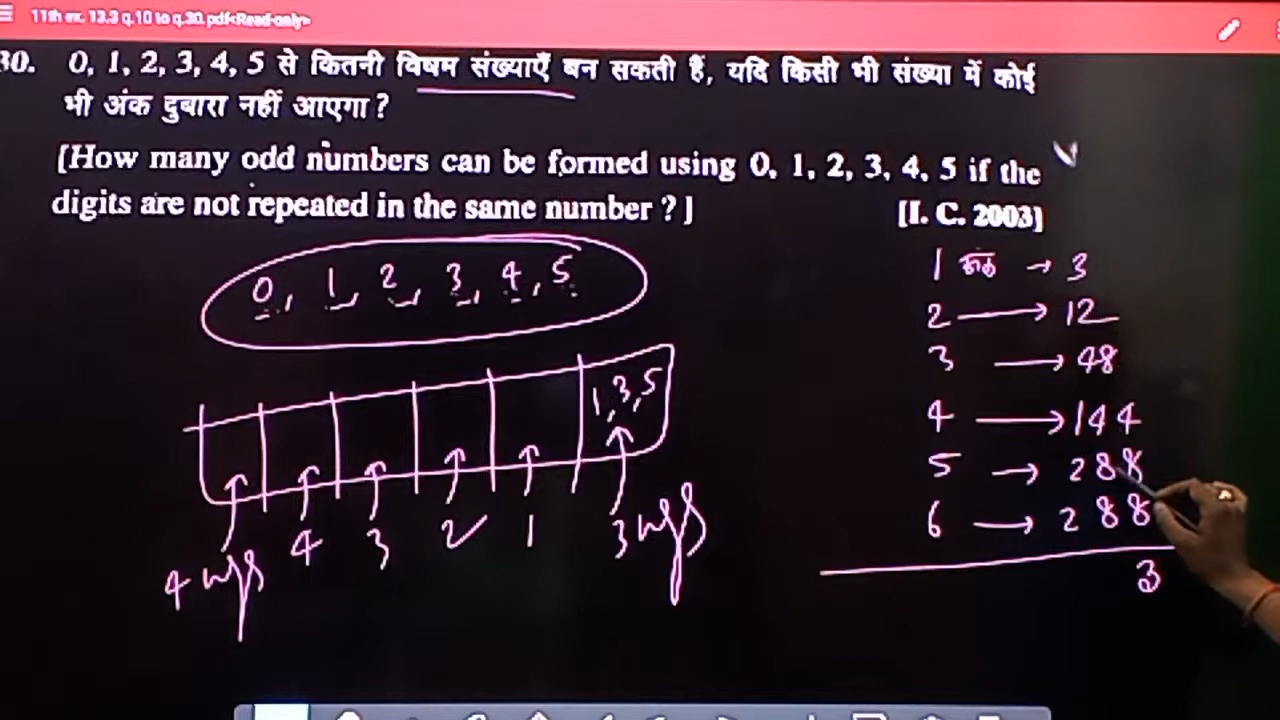 11th ex. 13.3 q.10 to q.30.pdf<Read-only>
30. 0, 1, 2, 3, 4, 5 से कितनी विषम संख्याएँ बन सकती हैं, यदि किसी भी संख्या में कोई
भी अंक दुबारा नहीं आएगा ?
[How many odd numbers can be formed using 0, 1, 2, 3, 4, 5 if the
digits are not repeated in the same number ? ]
[I. C. 2003]
0, 1, 2, 3, 4, 5
1, 3, 5
4 wys 4 3 2 1 3 wys
1 अंक → 3
2 → 12
3 → 48
4 → 144
5 → 288
6 → 288
3